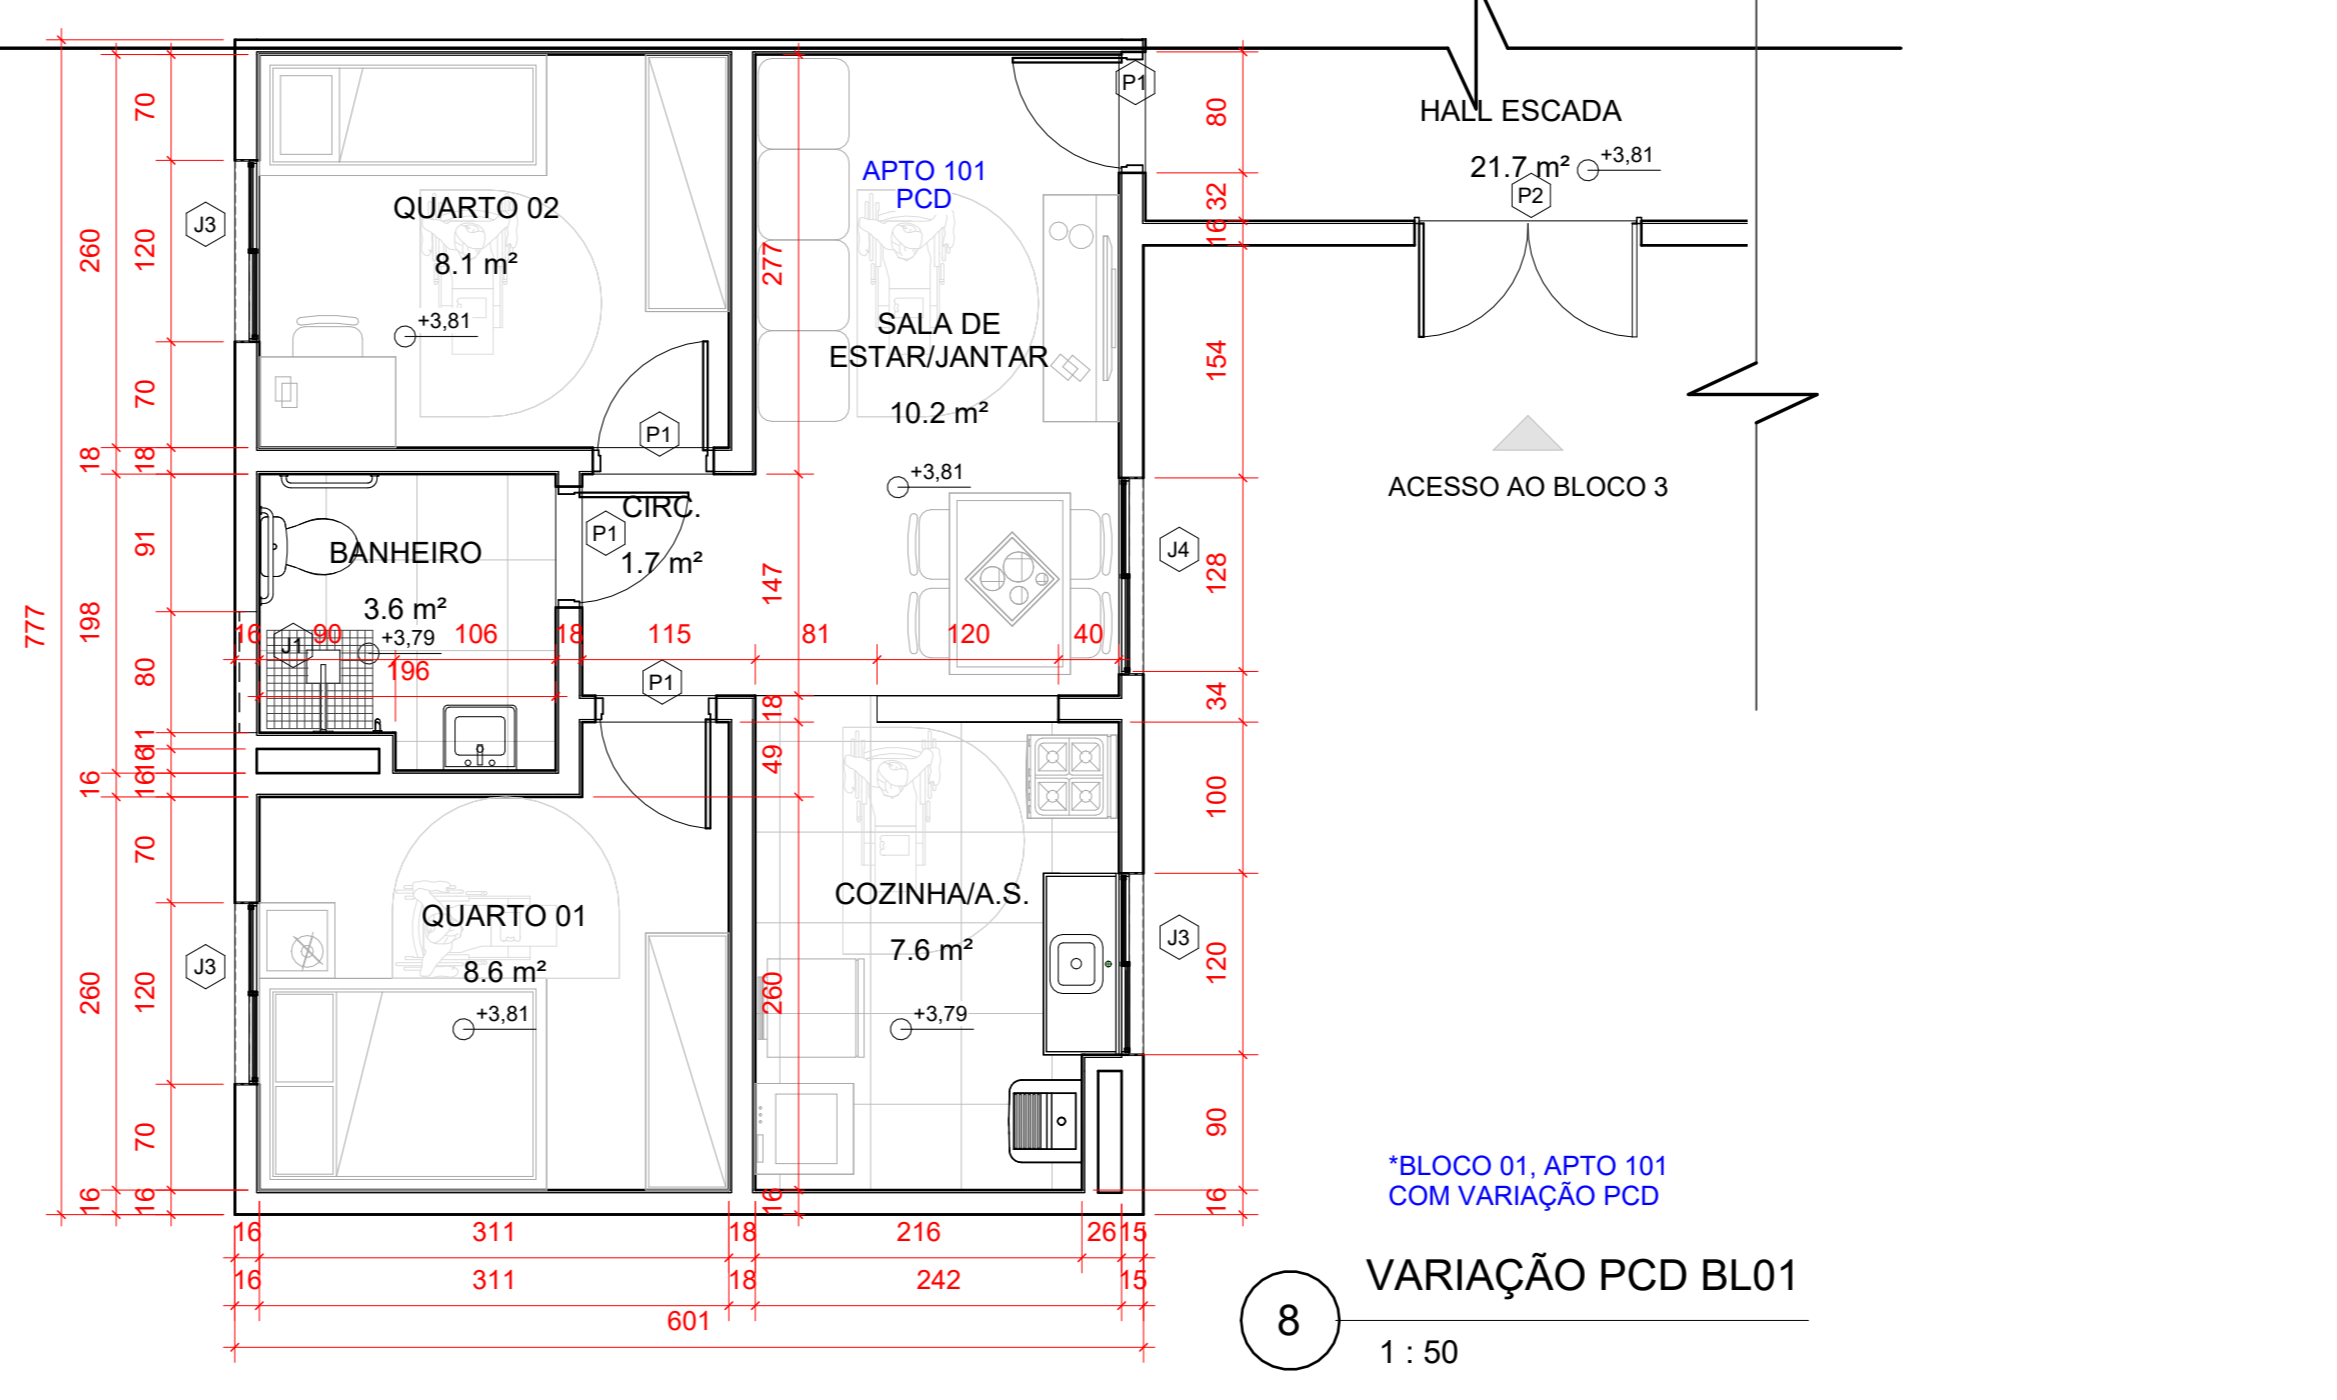 HALL ESCADA
21.7 m²
+3,81
P2
P1
APTO 101
PCD
QUARTO 02
8.1 m²
+3,81
J3
SALA DE
ESTAR/JANTAR
10.2 m²
+3,81
P1
ACESSO AO BLOCO 3
BANHEIRO
3.6 m²
+3,79
J1
CIRC.
P1
1.7 m²
J4
P1
QUARTO 01
8.6 m²
+3,81
J3
COZINHA/A.S.
7.6 m²
+3,79
J3
777
260
18
198
16
260
16
70
120
70
18
91
80
11
16
16
70
120
70
16
277
147
18
49
260
16
16
90
106
18
115
81
120
40
196
80
32
16
154
128
34
100
120
90
16
16
311
18
216
26
15
16
311
18
242
15
601
*BLOCO 01, APTO 101
COM VARIAÇÃO PCD
8
VARIAÇÃO PCD BL01
1 : 50